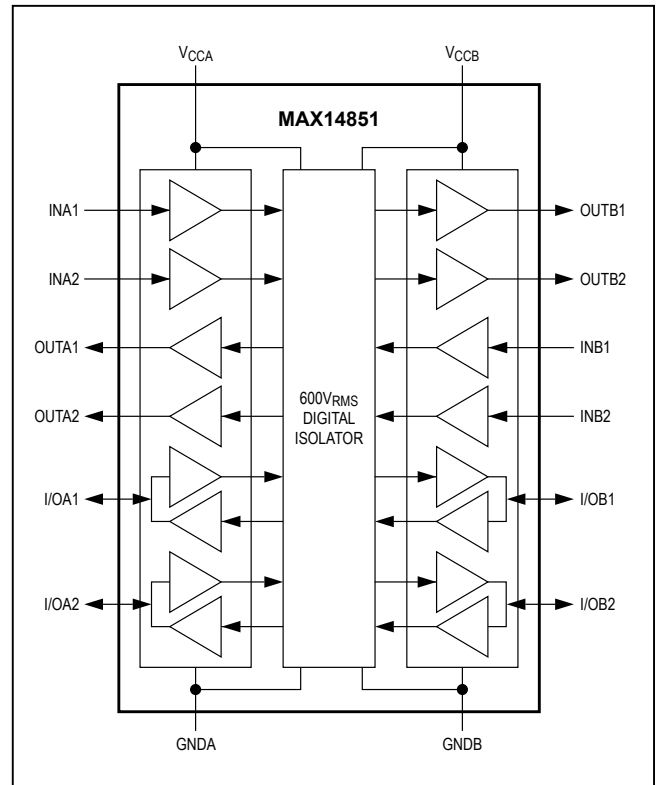 VCCA
VCCB
MAX14851
INA1
OUTB1
INA2
OUTB2
OUTA1
INB1
OUTA2
INB2
600VRMS
DIGITAL
ISOLATOR
I/OA1
I/OB1
I/OA2
I/OB2
GNDA
GNDB